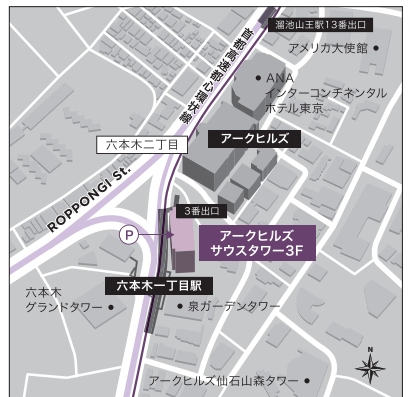 溜池山王駅13番出口
アメリカ大使館
首都高速都心環状線
ANA
インターコンチネンタル
ホテル東京
アークヒルズ
六本木二丁目
ROPPONGI St.
3番出口
P
アークヒルズ
サウスタワー3F
六本木一丁目駅
六本木
グランドタワー
泉ガーデンタワー
N
アークヒルズ仙石山森タワー